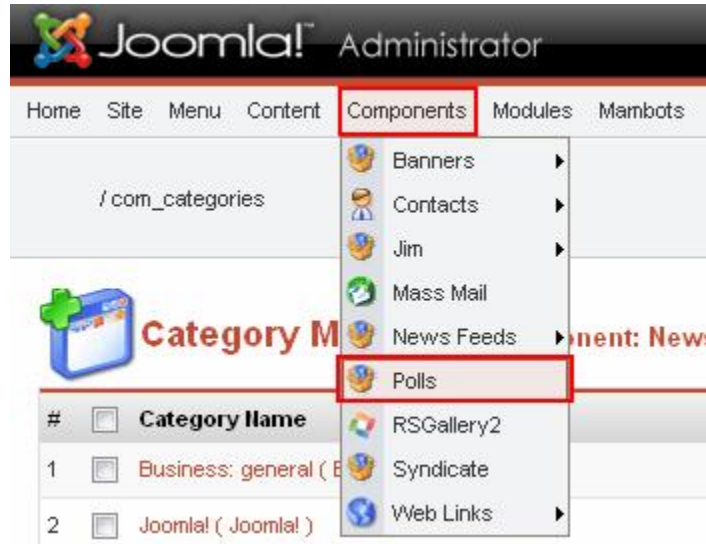 Joomla!™ Administrator
Home Site Menu Content Components Modules Mambots
/ com_categories
Banners
Contacts
Jim
Mass Mail
News Feeds
Polls
RSGallery2
Syndicate
Web Links
Category M
nent: News
# Category Name
1 Business: general (
2 Joomla! ( Joomla! )